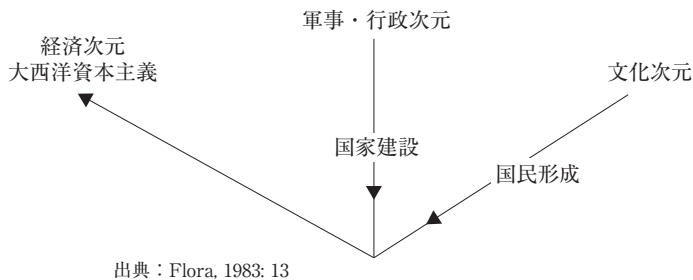 軍事・行政次元
経済次元
大西洋資本主義
文化次元
国家建設
国民形成
出典：Flora, 1983: 13